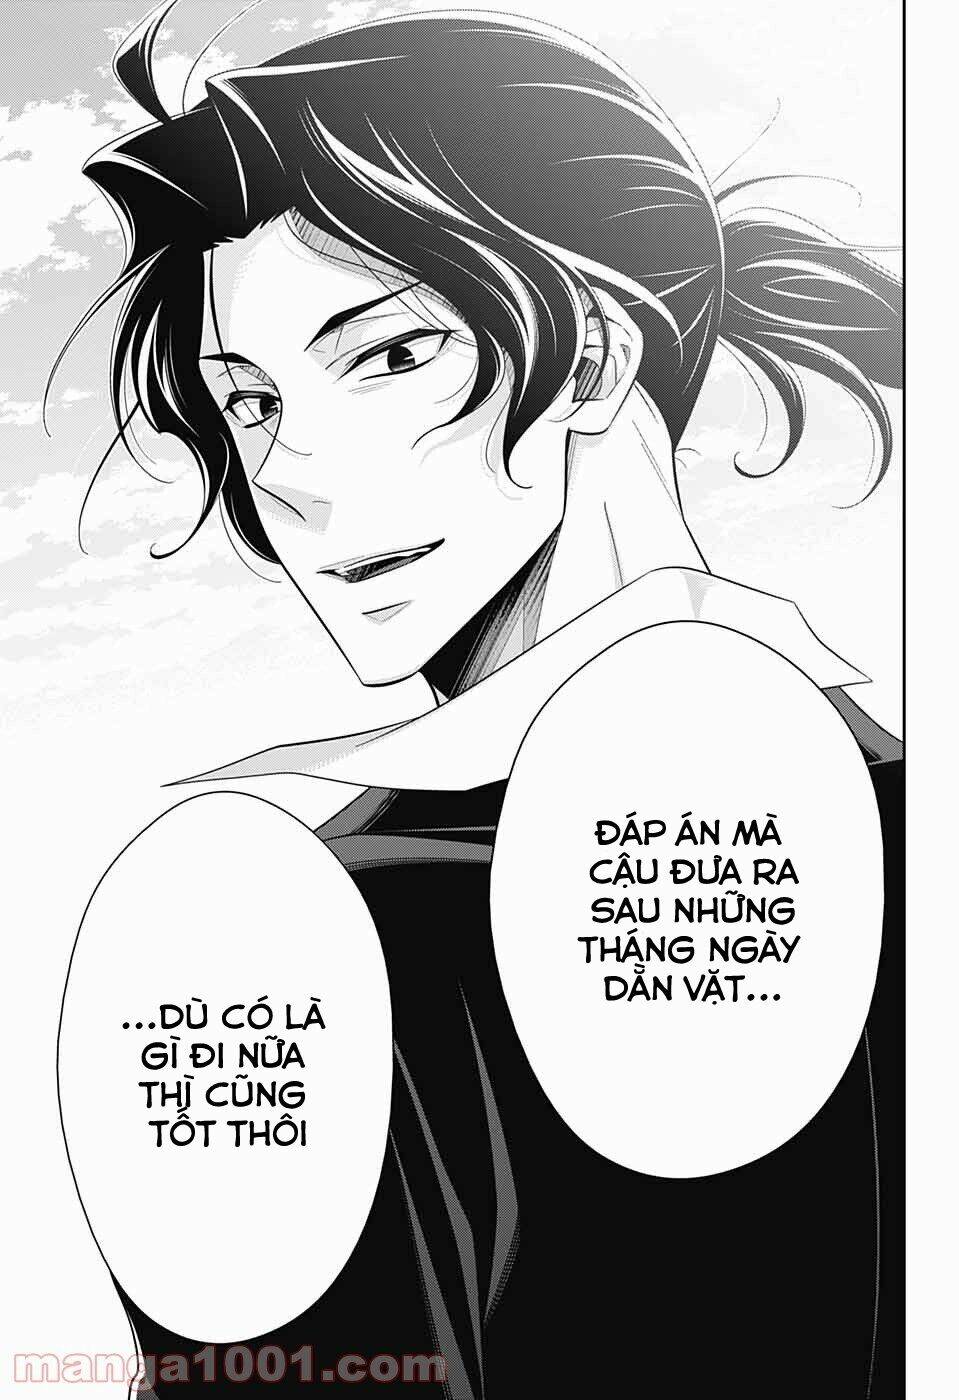 ĐÁP ÁN MÀ
CẬU ĐƯA RA
SAU NHỮNG
THÁNG NGÀY
DẰN VẶT...
...DÙ CÓ LÀ
GÌ ĐI NỮA
THÌ CŨNG
TỐT THÔI
manga1001.com